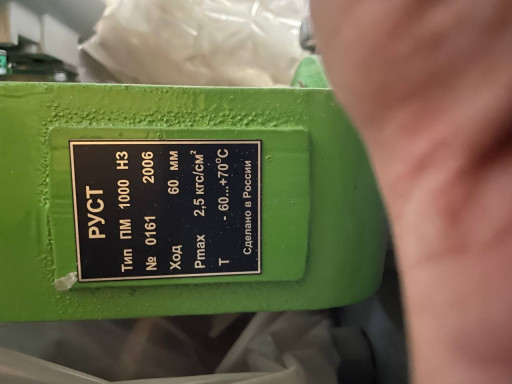 РУСТ
Тип ПМ 1000 НЗ
№ 0161 2006
Ход 60 мм
Рmax 2,5 кгс/см²
Т - 60...+70°С
Сделано в России